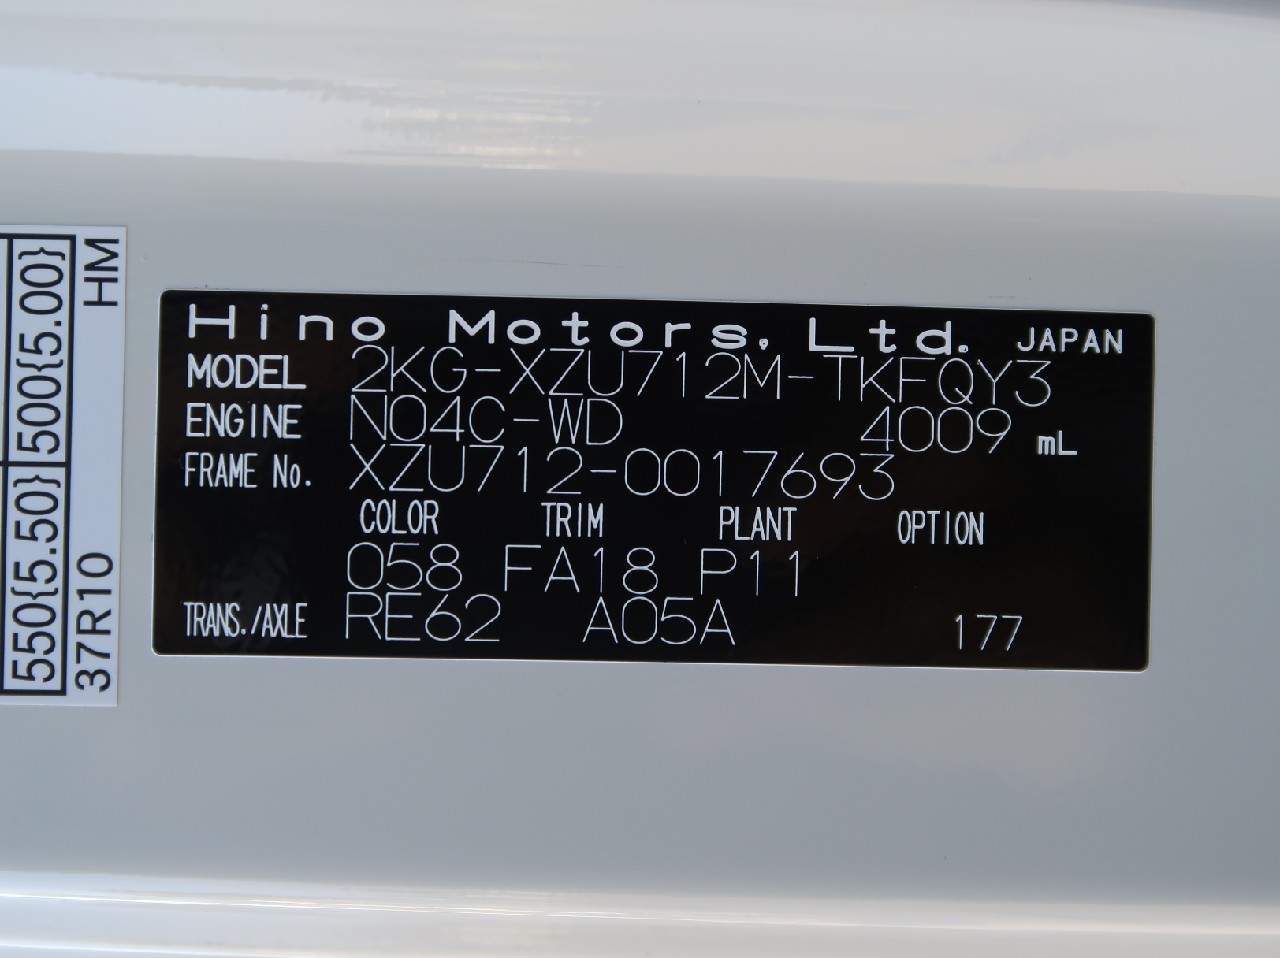 500{5.00}
550{5.50}
HM
37R10
Hino Motors, Ltd. JAPAN
MODEL 2KG-XZU712M-TKFQY3
ENGINE N04C-WD 4009 mL
FRAME No. XZU712-0017693
COLOR TRIM PLANT OPTION
058 FA18 P11
TRANS./AXLE RE62 A05A 177